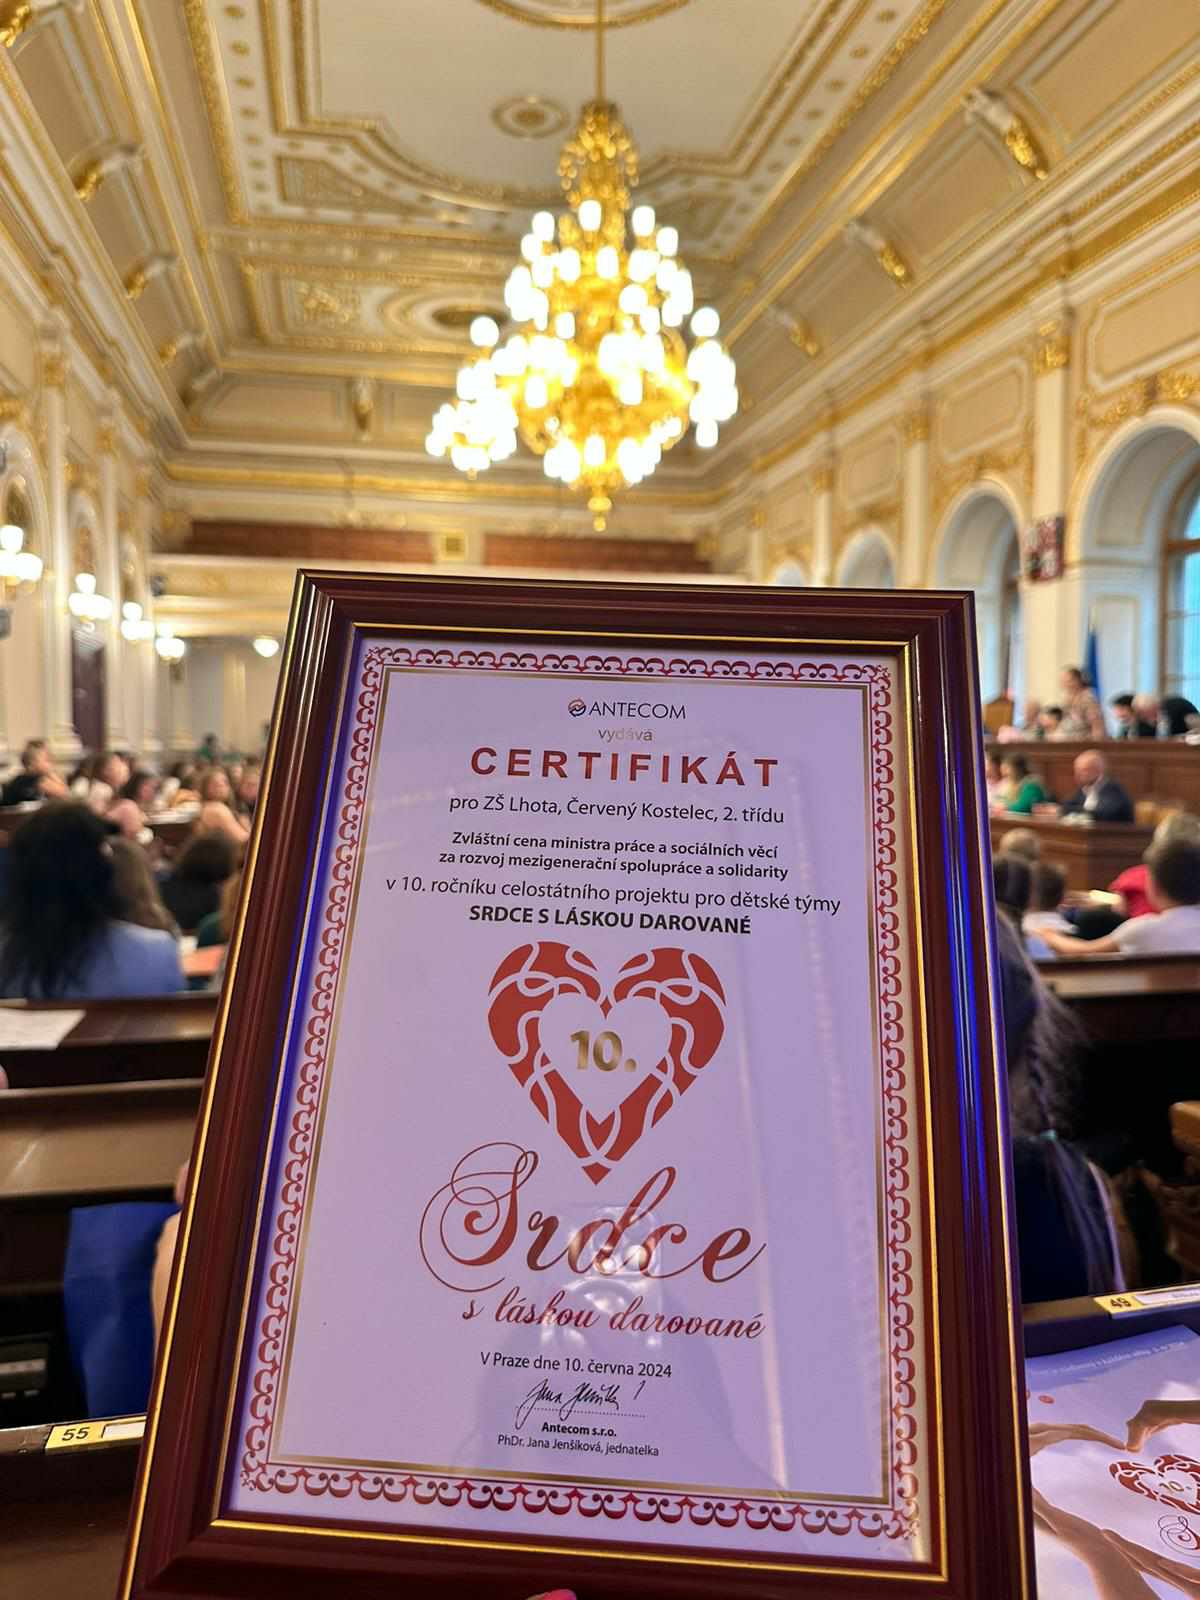 ANTECOM
vydává
CERTIFIKÁT
pro ZŠ Lhota, Červený Kostelec, 2. třídu
Zvláštní cena ministra práce a sociálních věcí
za rozvoj mezigenerační spolupráce a solidarity
v 10. ročníku celostátního projektu pro dětské týmy
SRDCE S LÁSKOU DAROVANÉ
10.
Srdce
s láskou darované
V Praze dne 10. června 2024
Antecom s.r.o.
PhDr. Jana Jenšíková, jednatelka
55
49
10.